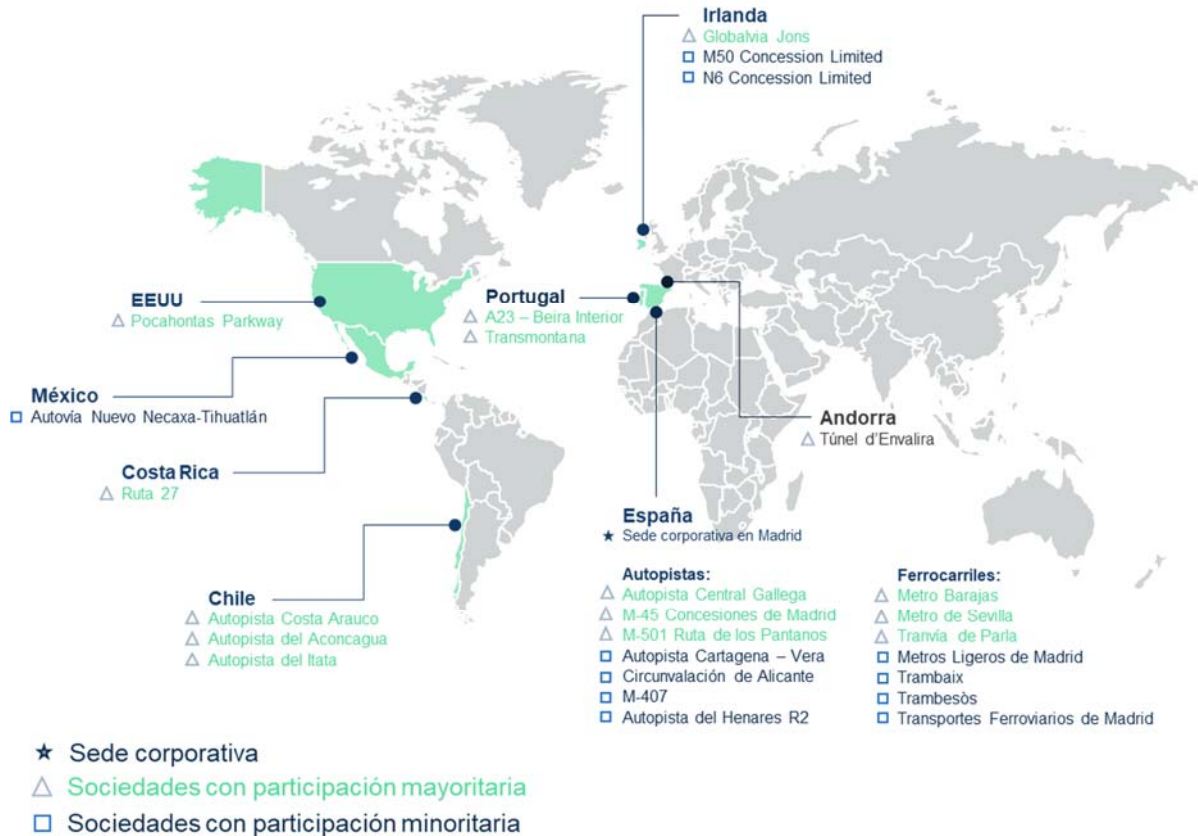 Irlanda
Globalvia Jons
M50 Concession Limited
N6 Concession Limited
EEUU
Pocahontas Parkway
Portugal
A23 – Beira Interior
Transmontana
México
Autovía Nuevo Necaxa-Tihuatlán
Andorra
Túnel d'Envalira
Costa Rica
Ruta 27
España
★ Sede corporativa en Madrid
Chile
Autopista Costa Arauco
Autopista del Aconcagua
Autopista del Itata
Autopistas:
Autopista Central Gallega
M-45 Concesiones de Madrid
M-501 Ruta de los Pantanos
Autopista Cartagena – Vera
Circunvalación de Alicante
M-407
Autopista del Henares R2
Ferrocarriles:
Metro Barajas
Metro de Sevilla
Tranvía de Parla
Metros Ligeros de Madrid
Trambaix
Trambesòs
Transportes Ferroviarios de Madrid
★ Sede corporativa
Sociedades con participación mayoritaria
Sociedades con participación minoritaria